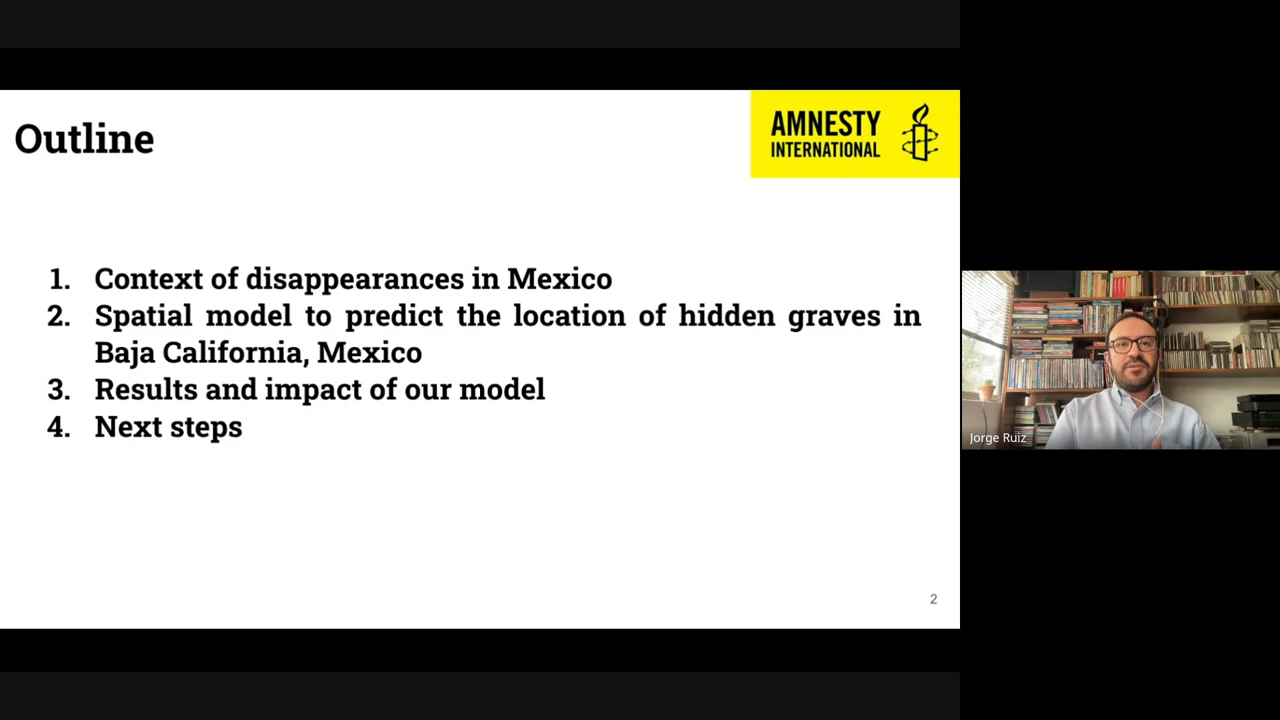 Outline
AMNESTY
INTERNATIONAL
1. Context of disappearances in Mexico
2. Spatial model to predict the location of hidden graves in
Baja California, Mexico
3. Results and impact of our model
4. Next steps
2
Jorge Ruiz